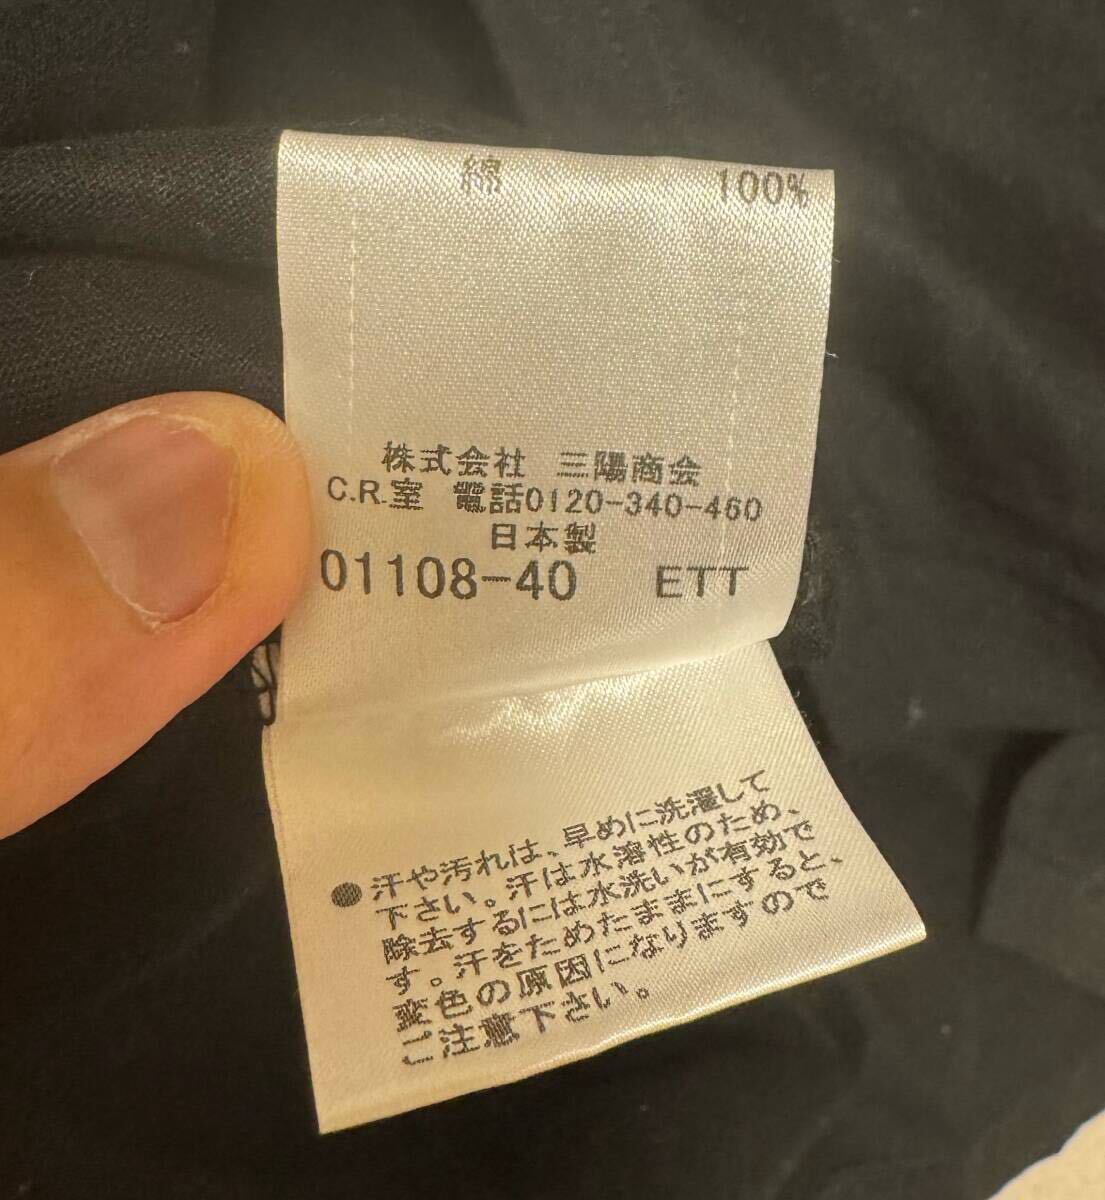 綿 100%
株式会社 三陽商会
C.R.室 電話0120-340-460
日本製
01108-40 ETT
●汗や汚れは、早めに洗濯して
下さい。汗は水溶性のため、
除去するには水洗いが有効で
す。汗をためたままにすると、
変色の原因になりますので
ご注意下さい。